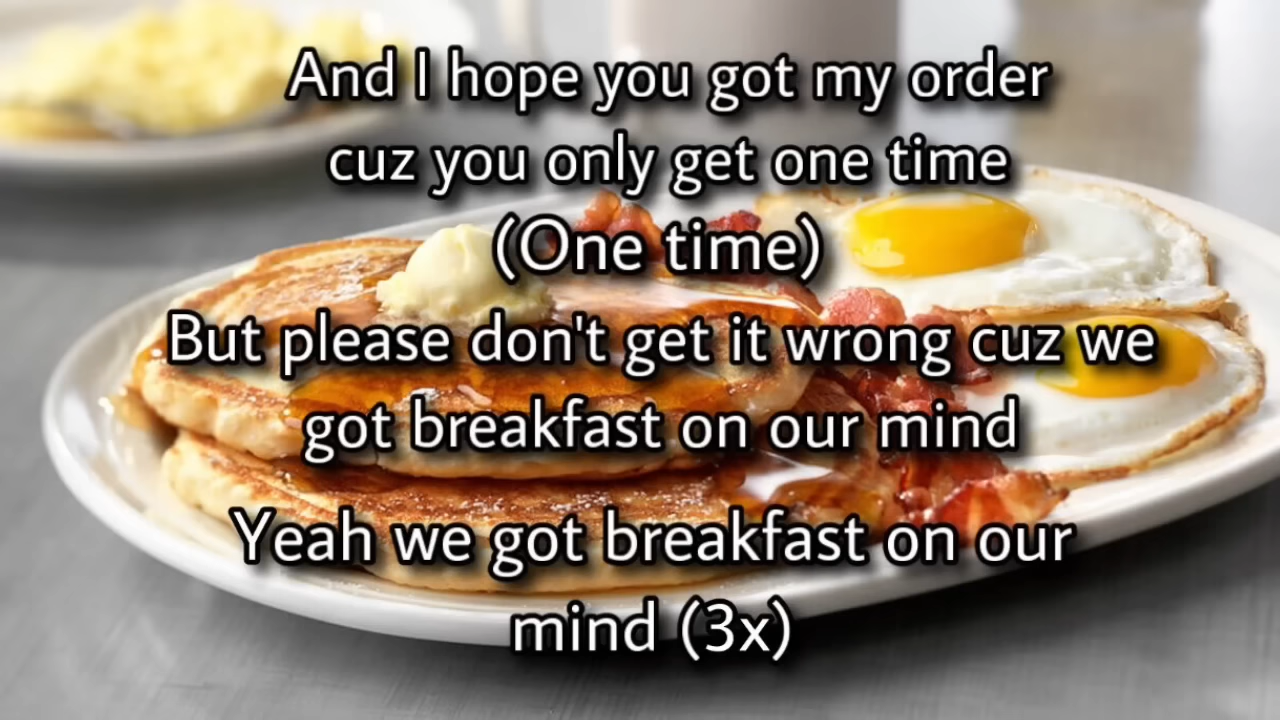 And I hope you got my order
cuz you only get one time
(One time)
But please don't get it wrong cuz we
got breakfast on our mind
Yeah we got breakfast on our
mind (3x)